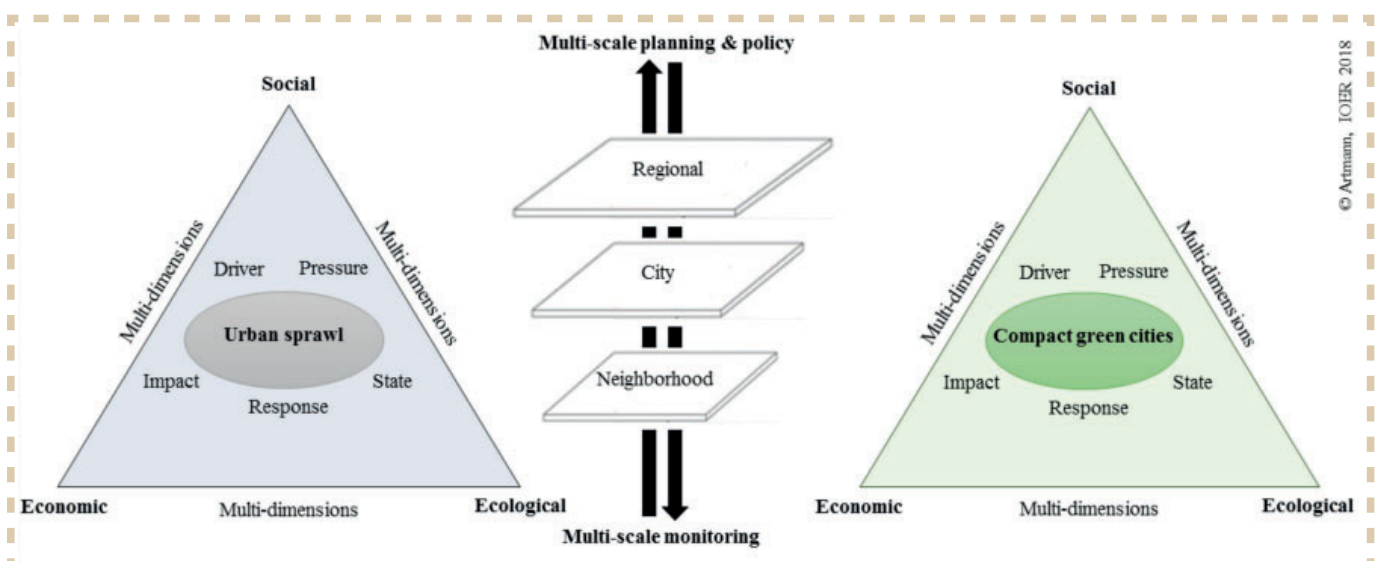 Multi-scale planning & policy
Social
Multi-dimensions
Multi-dimensions
Driver
Pressure
Urban sprawl
Impact
State
Response
Economic
Multi-dimensions
Ecological
Regional
City
Neighborhood
Multi-scale monitoring
Social
Multi-dimensions
Multi-dimensions
Driver
Pressure
Compact green cities
Impact
State
Response
Economic
Multi-dimensions
Ecological
© Artmann, IOER 2018